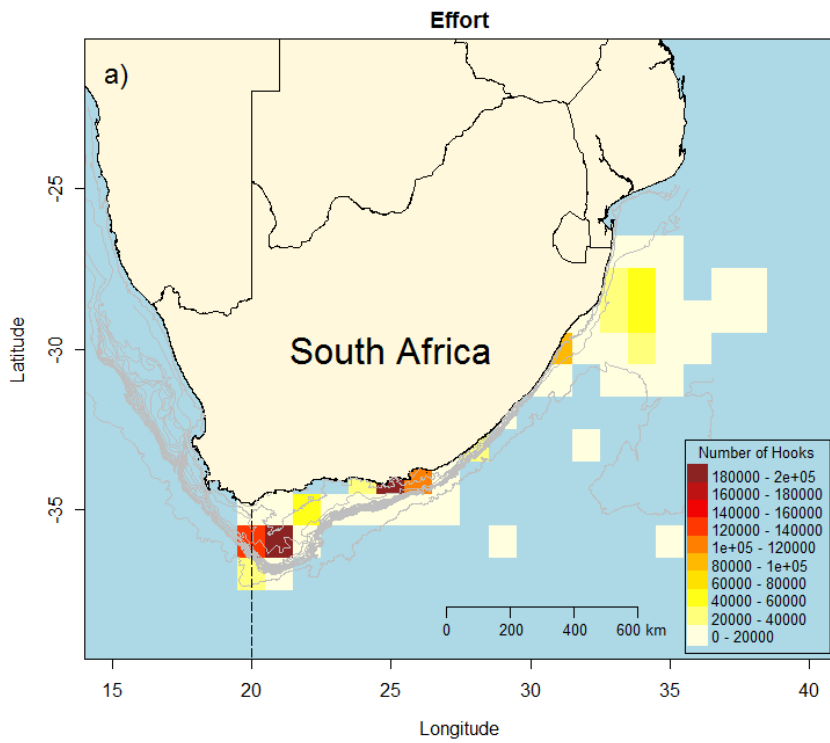 Effort
a)
-25
-30
-35
Latitude
South Africa
Number of Hooks
180000 - 2e+05
160000 - 180000
140000 - 160000
120000 - 140000
1e+05 - 120000
80000 - 1e+05
60000 - 80000
40000 - 60000
20000 - 40000
0 - 20000
0 200 400 600 km
15 20 25 30 35 40
Longitude